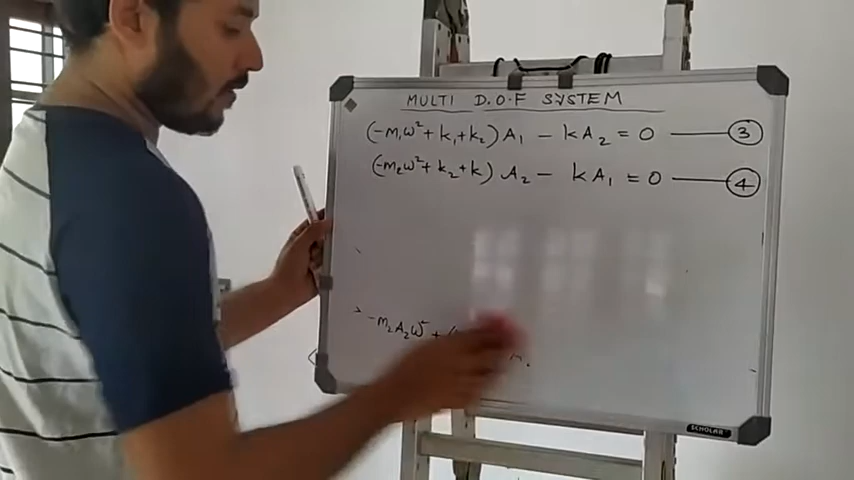 MULTI D.O.F SYSTEM
(-m₁ω² + k₁ + k₂) A₁ - kA₂ = 0 ③
(-m₂ω² + k₂ + k) A₂ - kA₁ = 0 ④
-m₂A₂ω² +
SCHOLAR